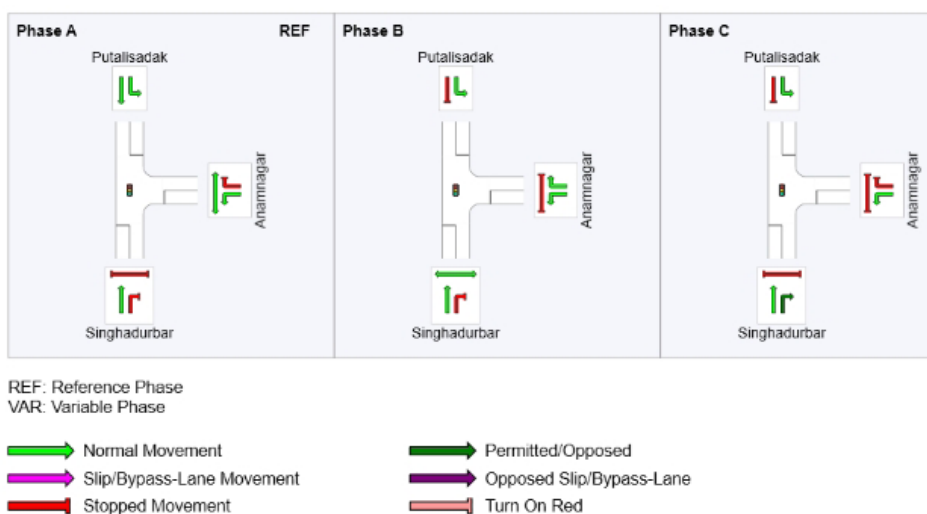 Phase A REF
Putalisadak
Anamnagar
Singhadurbar
Phase B
Putalisadak
Anamnagar
Singhadurbar
Phase C
Putalisadak
Anamnagar
Singhadurbar
REF: Reference Phase
VAR: Variable Phase
Normal Movement
Permitted/Opposed
Slip/Bypass-Lane Movement
Opposed Slip/Bypass-Lane
Stopped Movement
Turn On Red